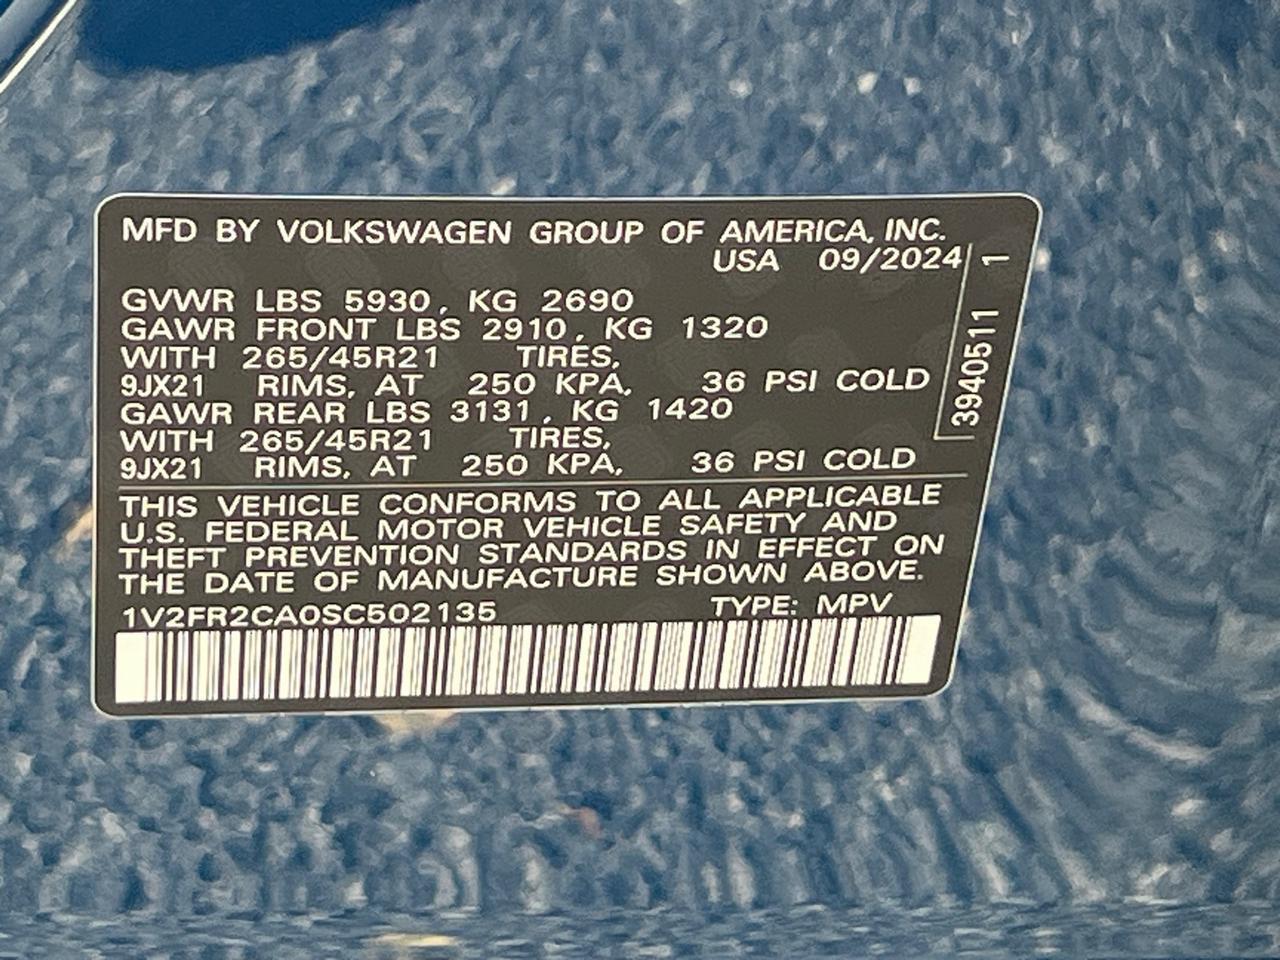 MFD BY VOLKSWAGEN GROUP OF AMERICA, INC.
USA 09/2024
GVWR LBS 5930, KG 2690
GAWR FRONT LBS 2910, KG 1320
WITH 265/45R21 TIRES,
9JX21 RIMS, AT 250 KPA, 36 PSI COLD
GAWR REAR LBS 3131, KG 1420
WITH 265/45R21 TIRES,
9JX21 RIMS, AT 250 KPA, 36 PSI COLD
THIS VEHICLE CONFORMS TO ALL APPLICABLE
U.S. FEDERAL MOTOR VEHICLE SAFETY AND
THEFT PREVENTION STANDARDS IN EFFECT ON
THE DATE OF MANUFACTURE SHOWN ABOVE.
1V2FR2CA0SC502135 TYPE: MPV
3940511 1